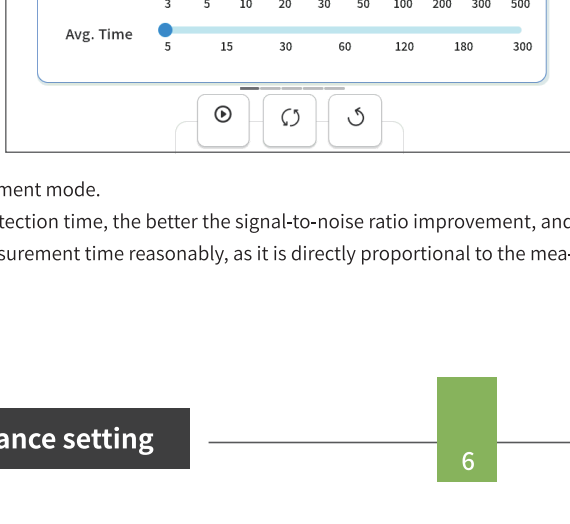 3 5 10 20 30 50 100 200 300 500
Avg. Time
5 15 30 60 120 180 300
ment mode.
tection time, the better the signal-to-noise ratio improvement, and
surement time reasonably, as it is directly proportional to the mea-
ance setting
6